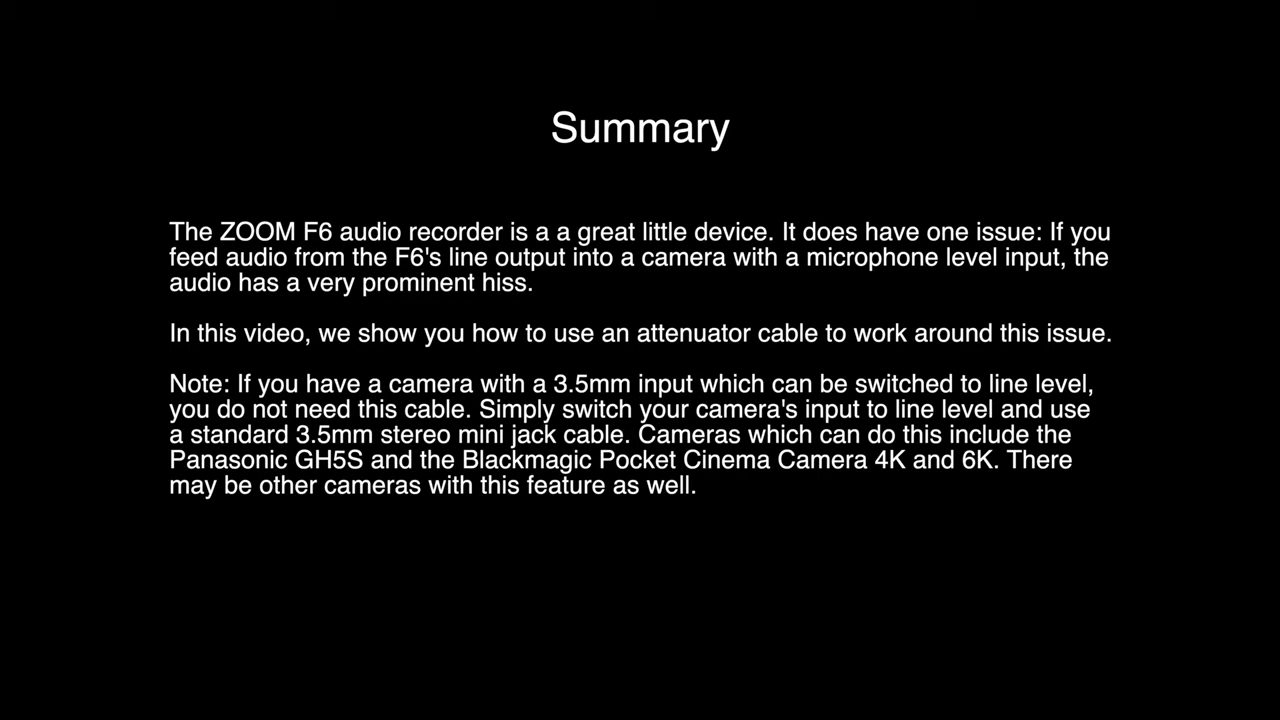 Summary
The ZOOM F6 audio recorder is a a great little device. It does have one issue: If you
feed audio from the F6's line output into a camera with a microphone level input, the
audio has a very prominent hiss.
In this video, we show you how to use an attenuator cable to work around this issue.
Note: If you have a camera with a 3.5mm input which can be switched to line level,
you do not need this cable. Simply switch your camera's input to line level and use
a standard 3.5mm stereo mini jack cable. Cameras which can do this include the
Panasonic GH5S and the Blackmagic Pocket Cinema Camera 4K and 6K. There
may be other cameras with this feature as well.